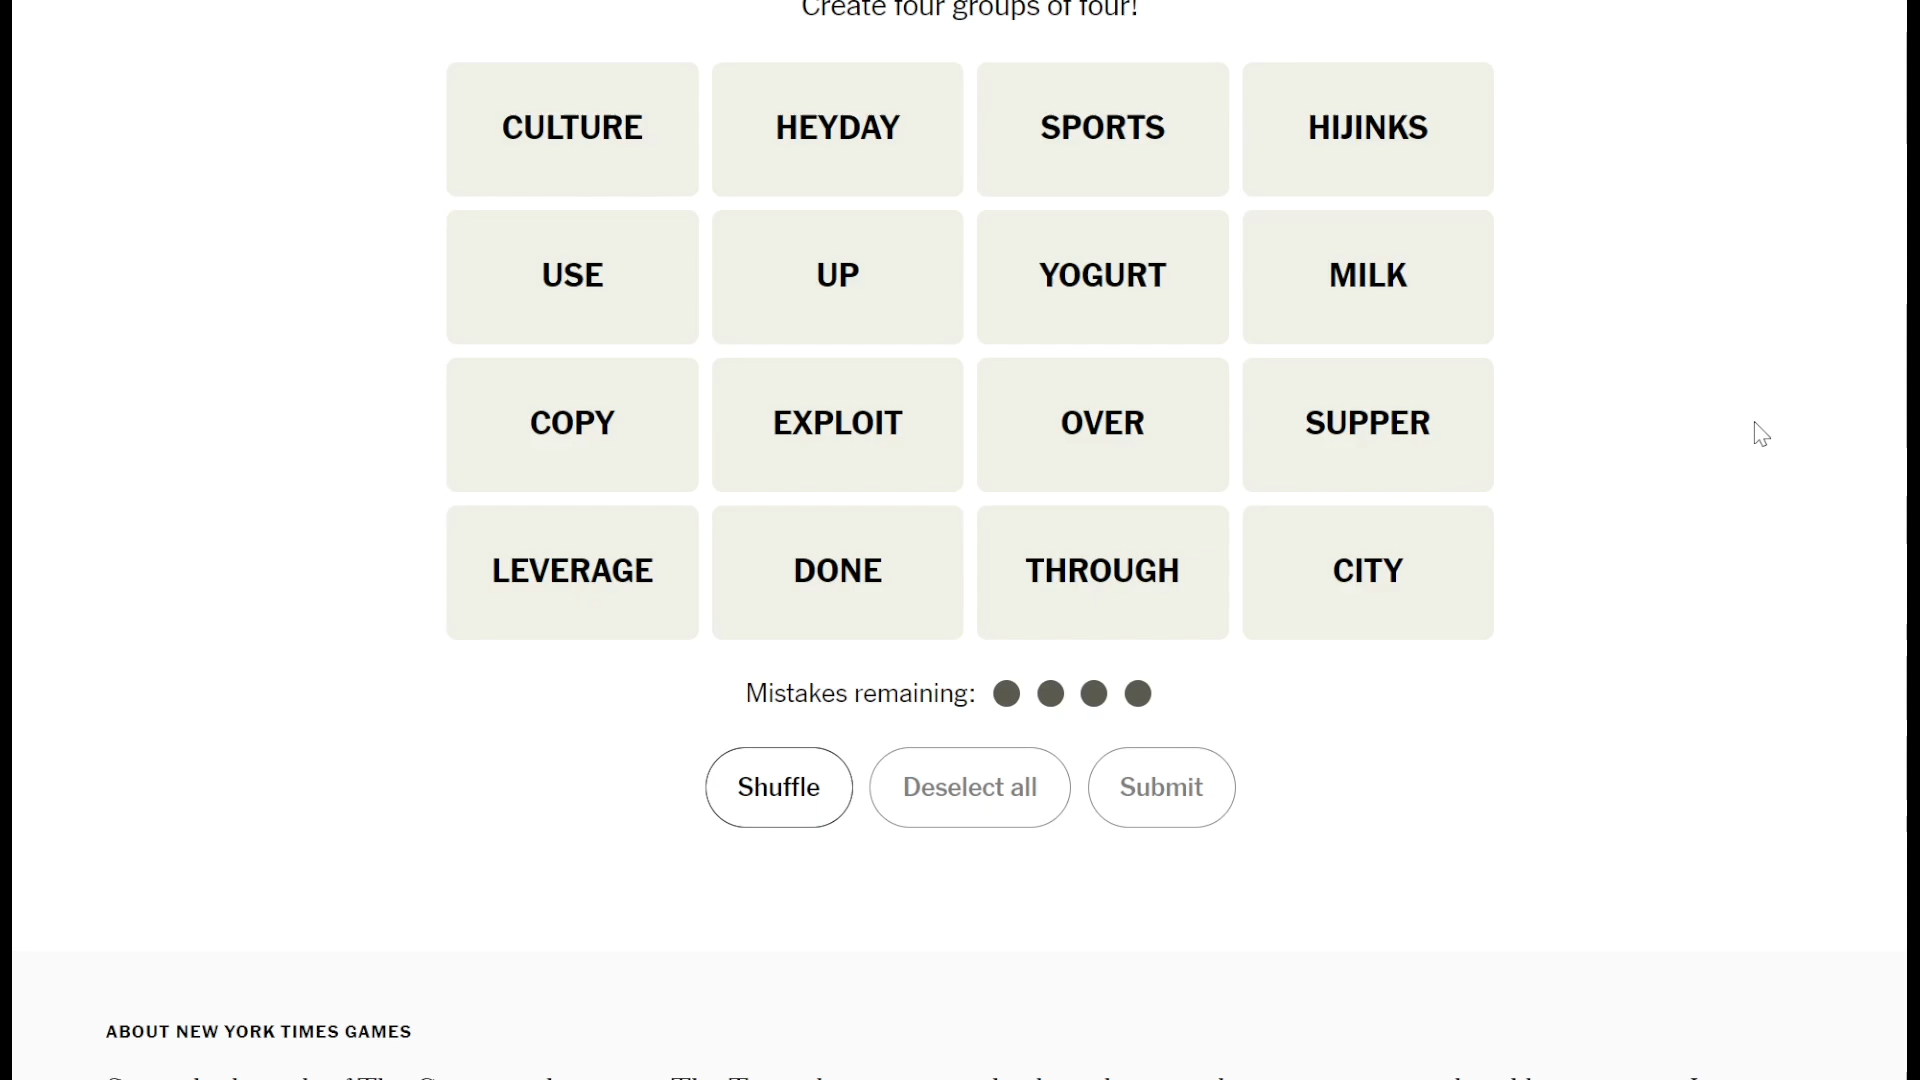 Create four groups of four!
CULTURE HEYDAY SPORTS HIJINKS
USE UP YOGURT MILK
COPY EXPLOIT OVER SUPPER
LEVERAGE DONE THROUGH CITY
Mistakes remaining:
Shuffle Deselect all Submit
ABOUT NEW YORK TIMES GAMES